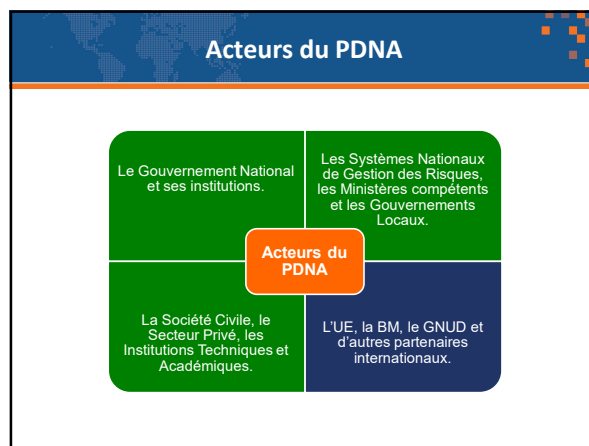 Acteurs du PDNA
Le Gouvernement National
et ses institutions.
Les Systèmes Nationaux
de Gestion des Risques,
les Ministères compétents
et les Gouvernements
Locaux.
Acteurs du
PDNA
La Société Civile, le
Secteur Privé, les
Institutions Techniques et
Académiques.
L'UE, la BM, le GNUD et
d'autres partenaires
internationaux.